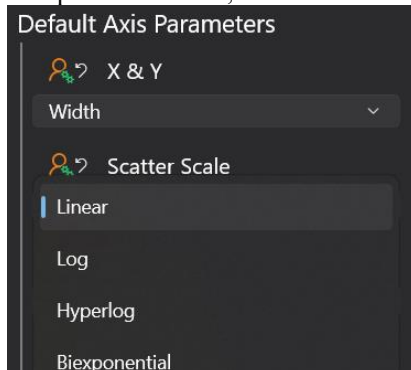 Default Axis Parameters
X & Y
Width
Scatter Scale
Linear
Log
Hyperlog
Biexponential